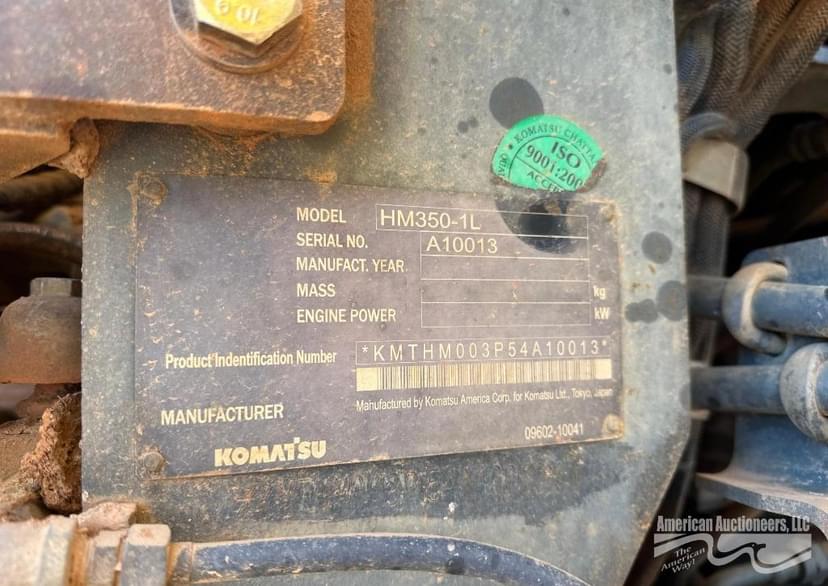 10.9
KOMATSU CHATTA
ISO
9001:200
ACCE
MODEL HM350-1L
SERIAL NO. A10013
MANUFACT. YEAR
MASS kg
ENGINE POWER kW
Product Indentification Number *KMTHM003P54A10013*
Manufactured by Komatsu America Corp. for Komatsu Ltd., Tokyo, Japan
MANUFACTURER
09602-10041
KOMATSU
American Auctioneers, LLC
The American Way!